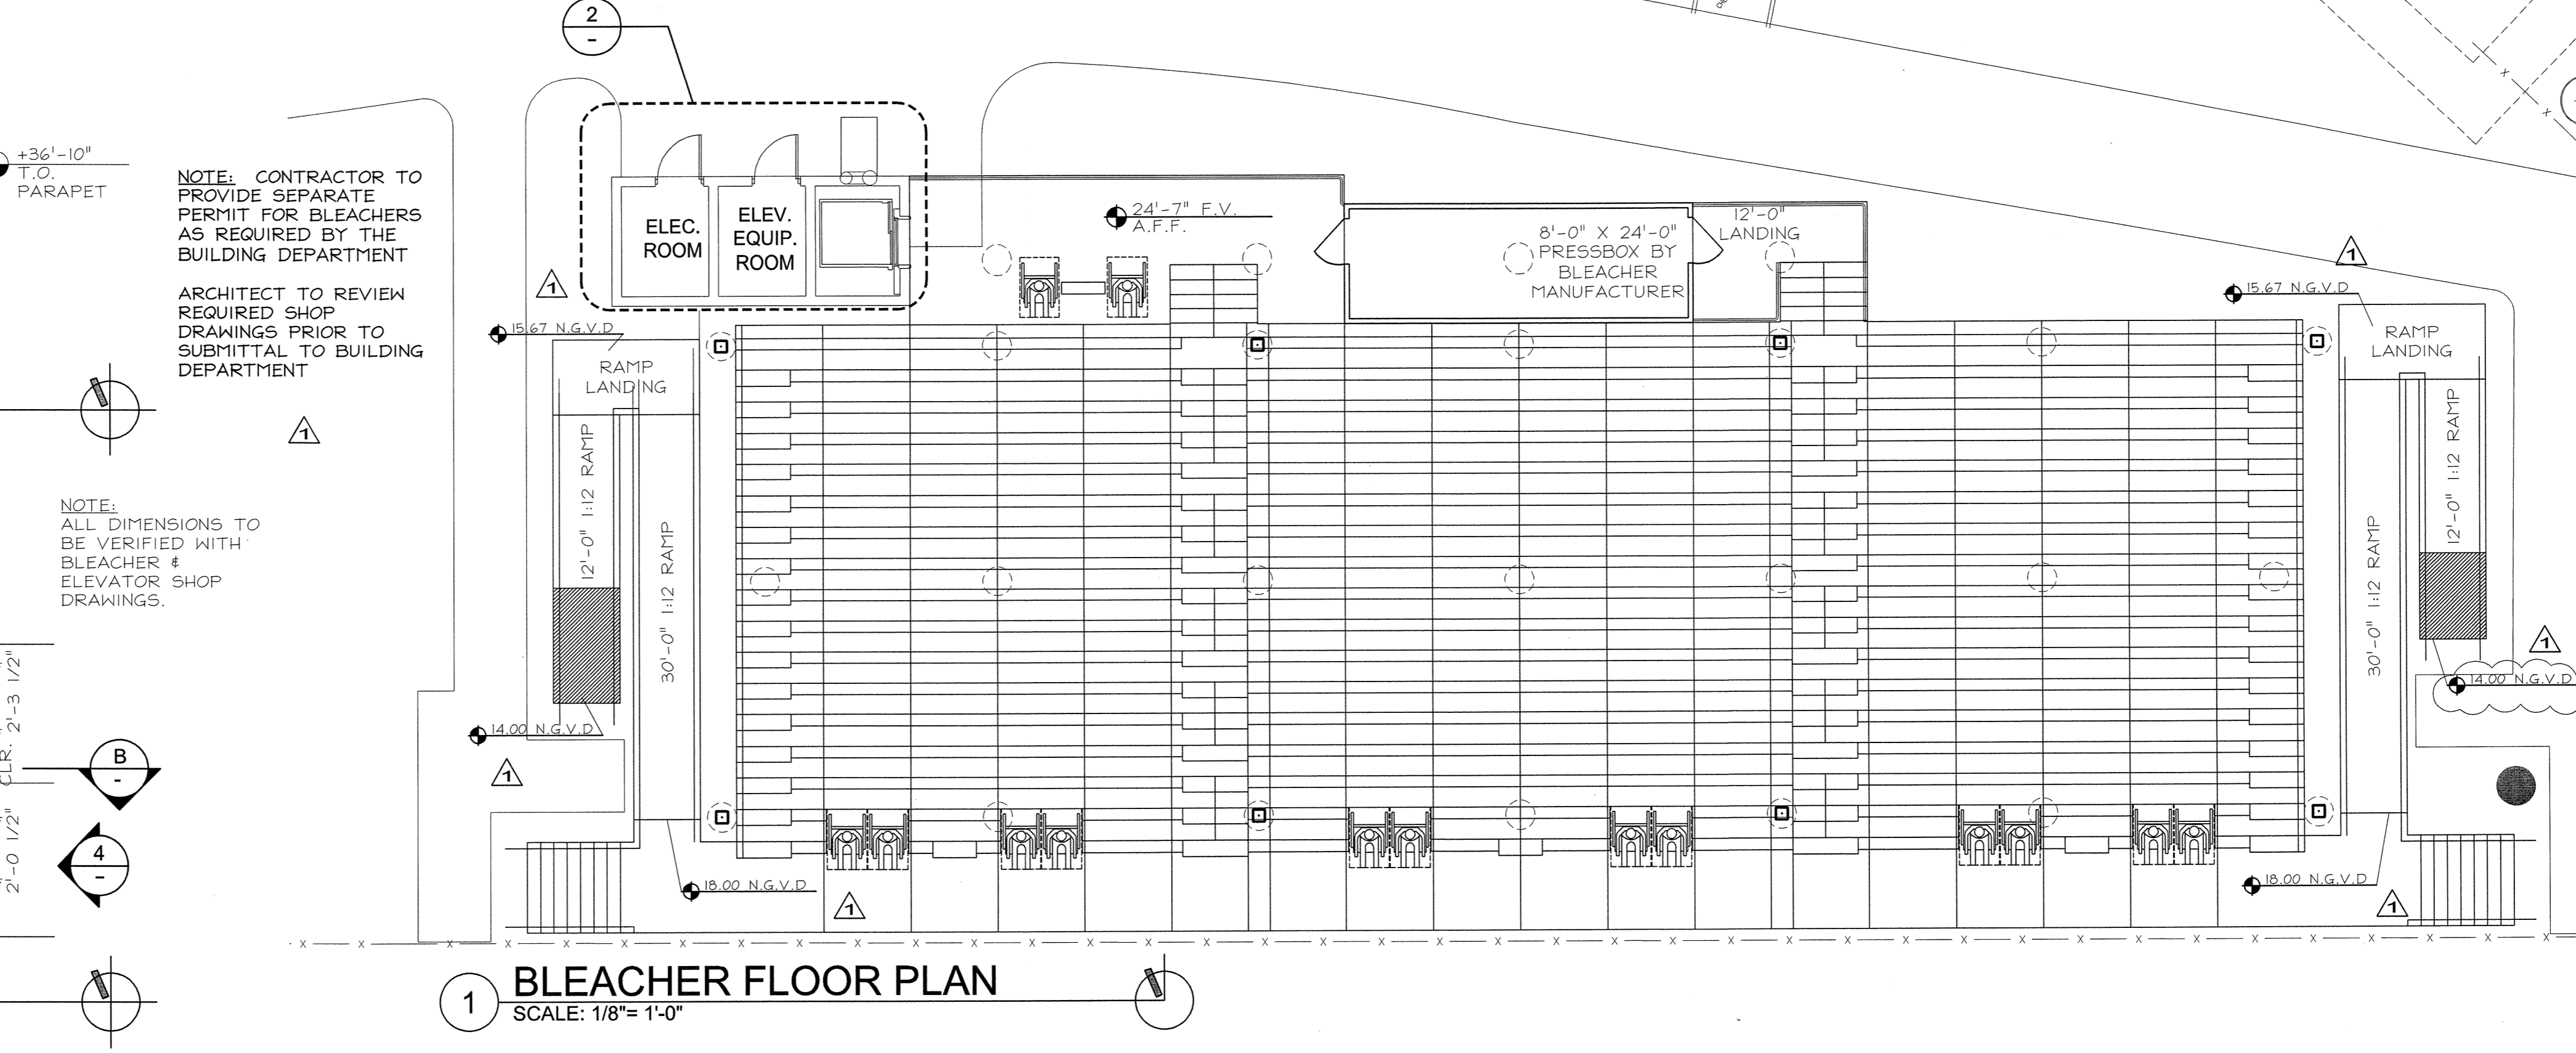 2
-
+36'-10"
T.O.
PARAPET
NOTE: CONTRACTOR TO
PROVIDE SEPARATE
PERMIT FOR BLEACHERS
AS REQUIRED BY THE
BUILDING DEPARTMENT
ARCHITECT TO REVIEW
REQUIRED SHOP
DRAWINGS PRIOR TO
SUBMITTAL TO BUILDING
DEPARTMENT
1
NOTE:
ALL DIMENSIONS TO
BE VERIFIED WITH
BLEACHER &
ELEVATOR SHOP
DRAWINGS.
CLR. 2'-3 1/2"
2'-0 1/2"
B
-
4
-
ELEC.
ROOM
ELEV.
EQUIP.
ROOM
24'-7" F.V.
A.F.F.
8'-0" X 24'-0"
PRESSBOX BY
BLEACHER
MANUFACTURER
12'-0"
LANDING
1
15.67 N.G.V.D
RAMP
LANDING
12'-0" 1:12 RAMP
30'-0" 1:12 RAMP
14.00 N.G.V.D
1
18.00 N.G.V.D
1
1
15.67 N.G.V.D
RAMP
LANDING
12'-0" 1:12 RAMP
30'-0" 1:12 RAMP
1
14.00 N.G.V.D
18.00 N.G.V.D
1
X X X X X X X X X X X X X X X X X X X X X X X X X X X X X X X X X X X X X X X
1
BLEACHER FLOOR PLAN
SCALE: 1/8"= 1'-0"